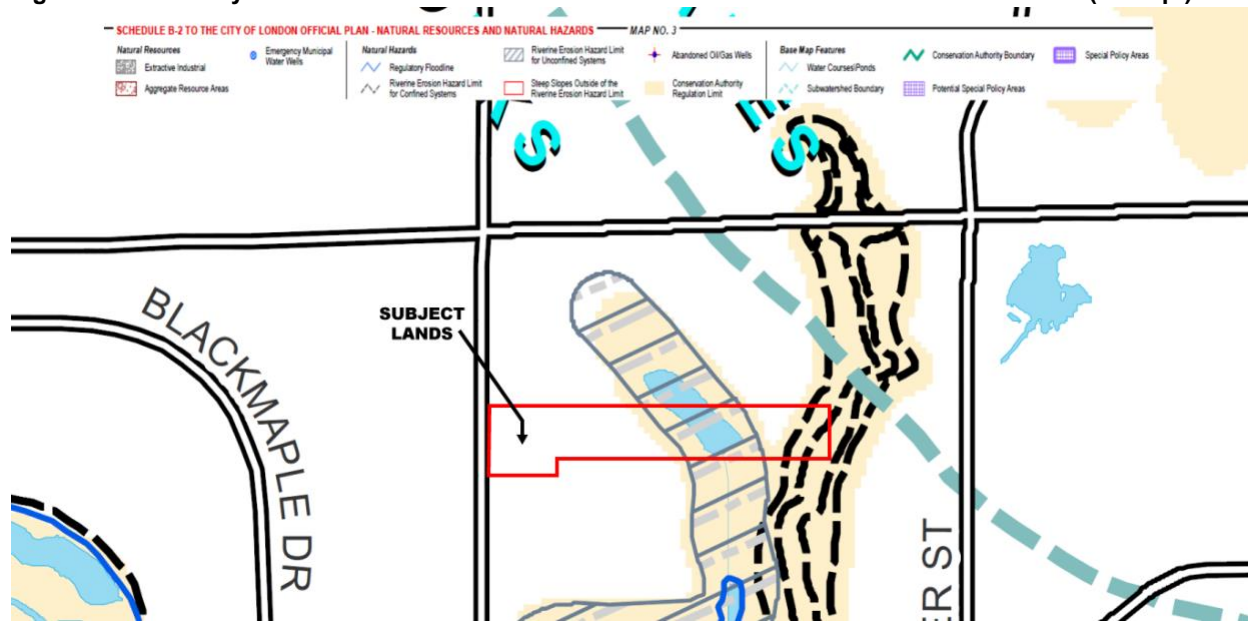 SCHEDULE B-2 TO THE CITY OF LONDON OFFICIAL PLAN - NATURAL RESOURCES AND NATURAL HAZARDS
MAP NO. 3
Natural Resources
Extractive Industrial
Aggregate Resource Areas
Emergency Municipal
Water Wells
Natural Hazards
Regulatory Floodline
Riverine Erosion Hazard Limit
for Confined Systems
Riverine Erosion Hazard Limit
for Unconfined Systems
Steep Slopes Outside of the
Riverine Erosion Hazard Limit
Abandoned Oil/Gas Wells
Conservation Authority
Regulation Limit
Base Map Features
Water Courses/Ponds
Subwatershed Boundary
Conservation Authority Boundary
Potential Special Policy Areas
Special Policy Areas
S
ES
SUBJECT
LANDS
BLACKMAPLE DR
ER ST